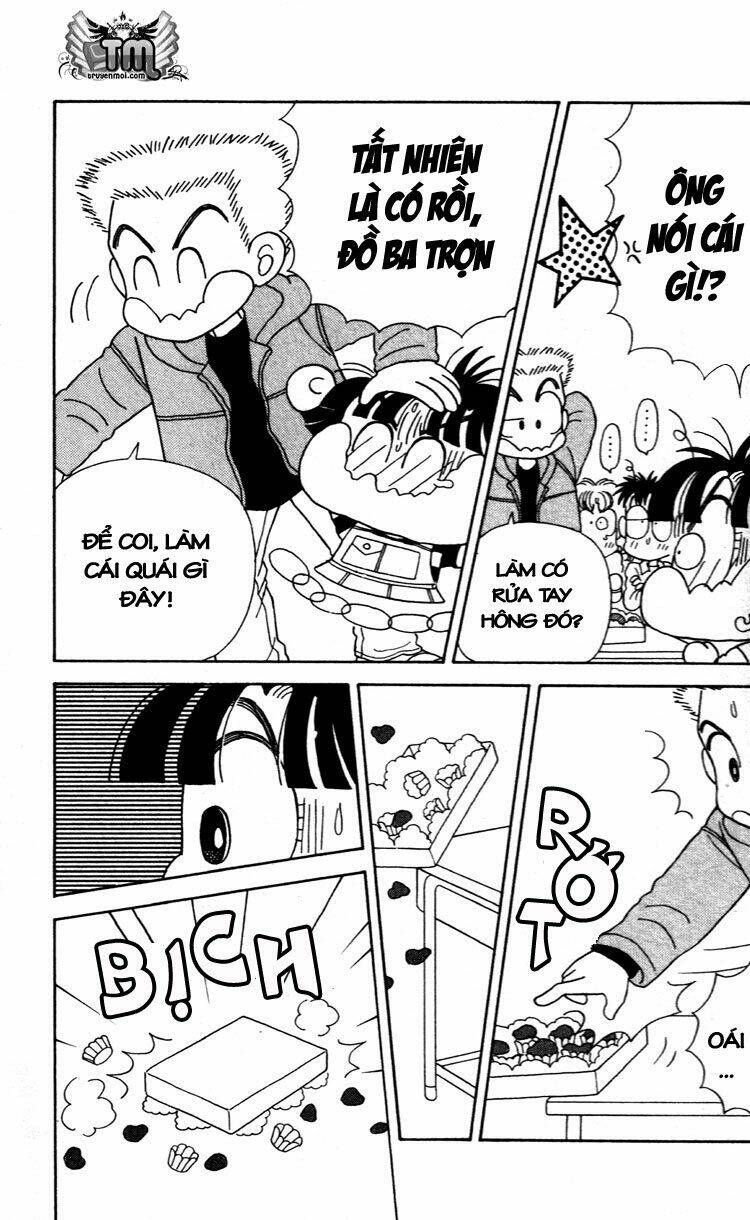 TM
truyenmoi.com
ÔNG
NÓI CÁI
GÌ!?
......
......
LÀM CÓ
RỬA TAY
HÔNG ĐÓ?
TẤT NHIÊN
LÀ CÓ RỒI,
ĐỒ BA TRỢN
ĐỂ COI, LÀM
CÁI QUÁI GÌ
ĐÂY!
RỚT
OÁI
...
BỊCH